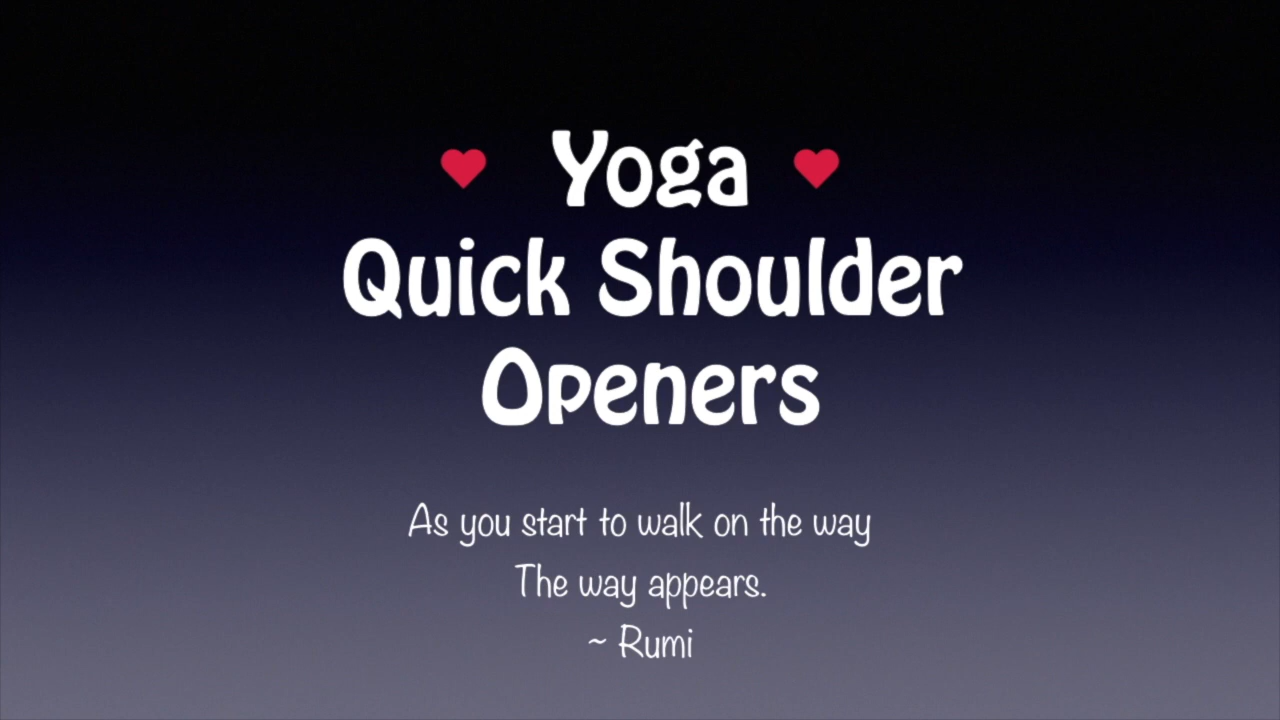 Yoga
Quick Shoulder
Openers
As you start to walk on the way
The way appears.
~ Rumi